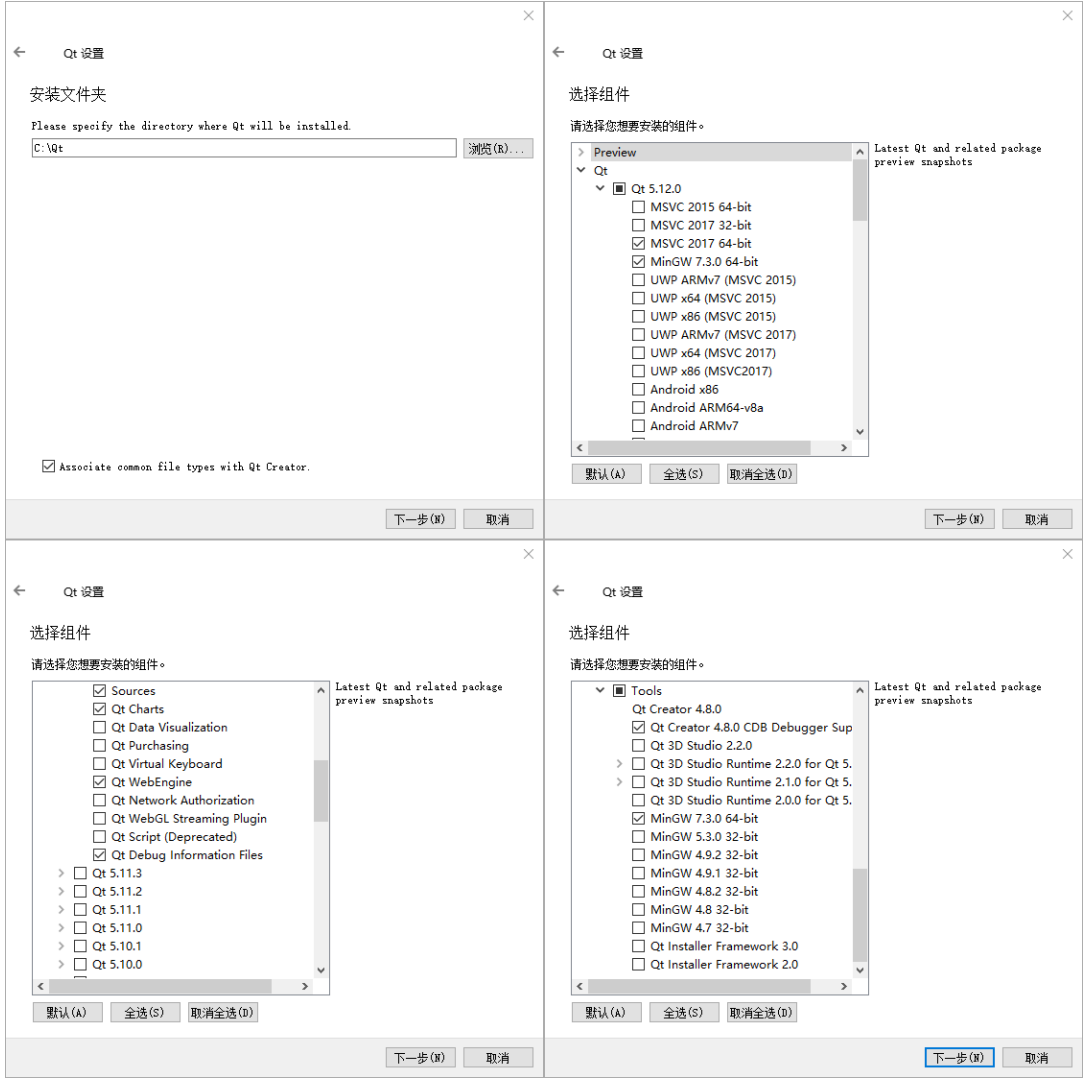 Qt 设置
安装文件夹
Please specify the directory where Qt will be installed.
C:\Qt
浏览(R)...
Associate common file types with Qt Creator.
下一步(N)
取消
Qt 设置
选择组件
请选择您想要安装的组件。
Preview
Qt
Qt 5.12.0
MSVC 2015 64-bit
MSVC 2017 32-bit
MSVC 2017 64-bit
MinGW 7.3.0 64-bit
UWP ARMv7 (MSVC 2015)
UWP x64 (MSVC 2015)
UWP x86 (MSVC 2015)
UWP ARMv7 (MSVC 2017)
UWP x64 (MSVC 2017)
UWP x86 (MSVC2017)
Android x86
Android ARM64-v8a
Android ARMv7
Latest Qt and related package
preview snapshots
默认(A)
全选(S)
取消全选(D)
下一步(N)
取消
Qt 设置
选择组件
请选择您想要安装的组件。
Sources
Qt Charts
Qt Data Visualization
Qt Purchasing
Qt Virtual Keyboard
Qt WebEngine
Qt Network Authorization
Qt WebGL Streaming Plugin
Qt Script (Deprecated)
Qt Debug Information Files
Qt 5.11.3
Qt 5.11.2
Qt 5.11.1
Qt 5.11.0
Qt 5.10.1
Qt 5.10.0
Latest Qt and related package
preview snapshots
默认(A)
全选(S)
取消全选(D)
下一步(N)
取消
Qt 设置
选择组件
请选择您想要安装的组件。
Tools
Qt Creator 4.8.0
Qt Creator 4.8.0 CDB Debugger Sup
Qt 3D Studio 2.2.0
Qt 3D Studio Runtime 2.2.0 for Qt 5.
Qt 3D Studio Runtime 2.1.0 for Qt 5.
Qt 3D Studio Runtime 2.0.0 for Qt 5.
MinGW 7.3.0 64-bit
MinGW 5.3.0 32-bit
MinGW 4.9.2 32-bit
MinGW 4.9.1 32-bit
MinGW 4.8.2 32-bit
MinGW 4.8 32-bit
MinGW 4.7 32-bit
Qt Installer Framework 3.0
Qt Installer Framework 2.0
Latest Qt and related package
preview snapshots
默认(A)
全选(S)
取消全选(D)
下一步(N)
取消